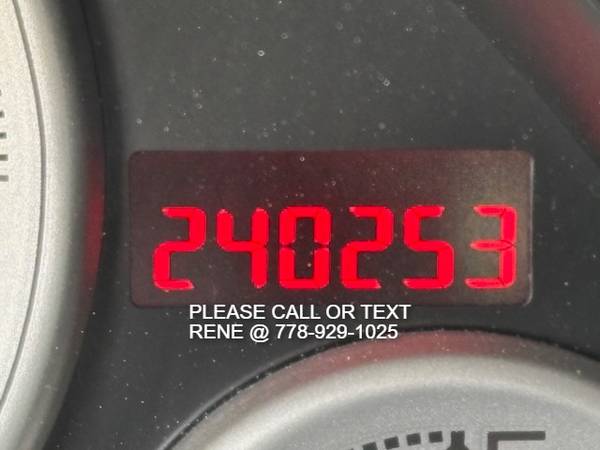 240253
PLEASE CALL OR TEXT
RENE @ 778-929-1025